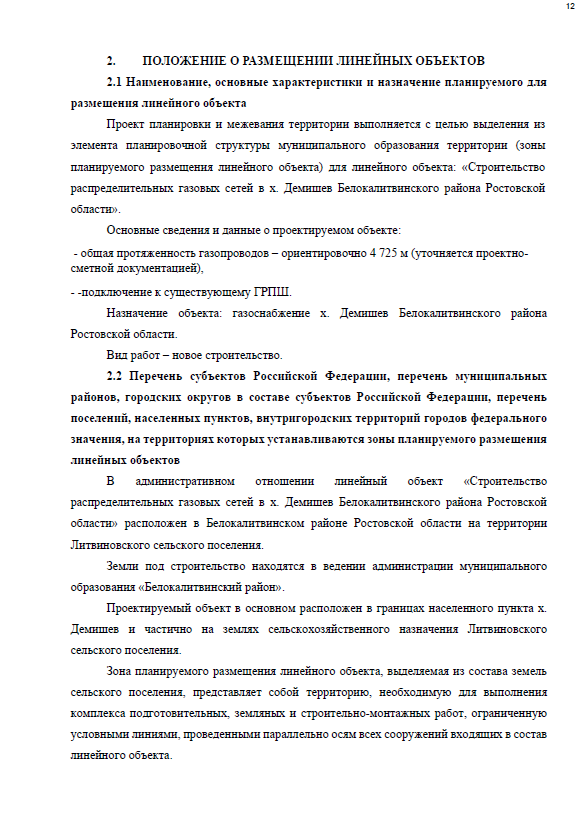 12
2. ПОЛОЖЕНИЕ О РАЗМЕЩЕНИИ ЛИНЕЙНЫХ ОБЪЕКТОВ
2.1 Наименование, основные характеристики и назначение планируемого для
размещения линейного объекта
Проект планировки и межевания территории выполняется с целью выделения из
элемента планировочной структуры муниципального образования территории (зоны
планируемого размещения линейного объекта) для линейного объекта: «Строительство
распределительных газовых сетей в х. Демишев Белокалитвинского района Ростовской
области».
Основные сведения и данные о проектируемом объекте:
- общая протяженность газопроводов – ориентировочно 4 725 м (уточняется проектно-
сметной документацией),
- -подключение к существующему ГРПШ.
Назначение объекта: газоснабжение х. Демишев Белокалитвинского района
Ростовской области.
Вид работ – новое строительство.
2.2 Перечень субъектов Российской Федерации, перечень муниципальных
районов, городских округов в составе субъектов Российской Федерации, перечень
поселений, населенных пунктов, внутригородских территорий городов федерального
значения, на территориях которых устанавливаются зоны планируемого размещения
линейных объектов
В административном отношении линейный объект «Строительство
распределительных газовых сетей в х. Демишев Белокалитвинского района Ростовской
области» расположен в Белокалитвинском районе Ростовской области на территории
Литвиновского сельского поселения.
Земли под строительство находятся в ведении администрации муниципального
образования «Белокалитвинский район».
Проектируемый объект в основном расположен в границах населенного пункта х.
Демишев и частично на землях сельскохозяйственного назначения Литвиновского
сельского поселения.
Зона планируемого размещения линейного объекта, выделяемая из состава земель
сельского поселения, представляет собой территорию, необходимую для выполнения
комплекса подготовительных, земляных и строительно-монтажных работ, ограниченную
условными линиями, проведенными параллельно осям всех сооружений входящих в состав
линейного объекта.